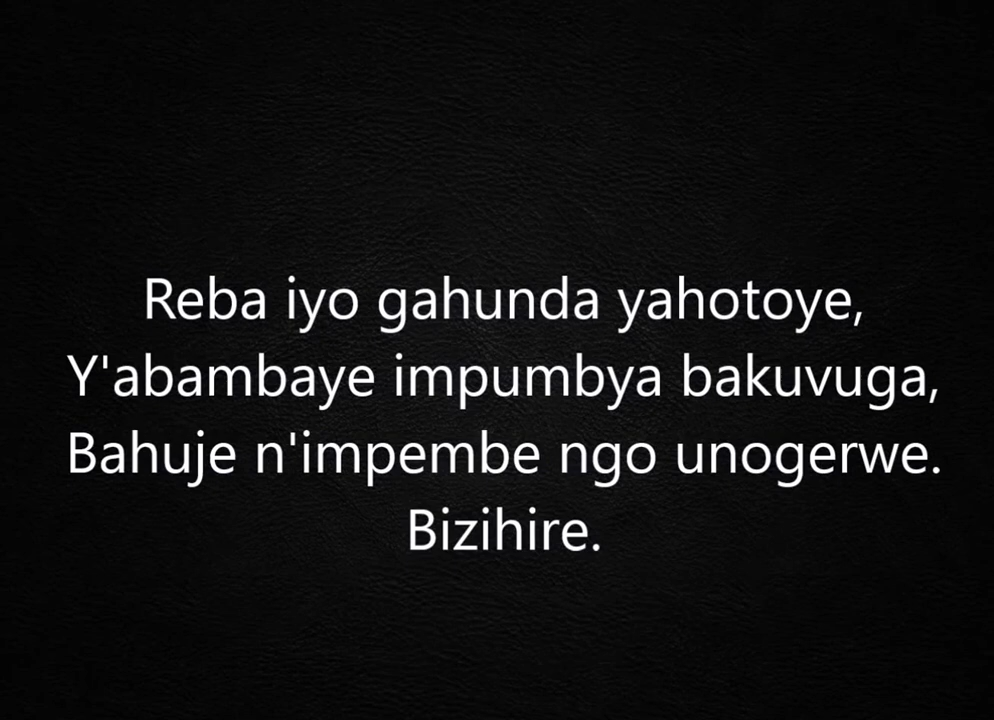 Reba iyo gahunda yahotoye,
Y'abambaye impumbya bakuvuga,
Bahuje n'impembe ngo unogerwe.
Bizihire.